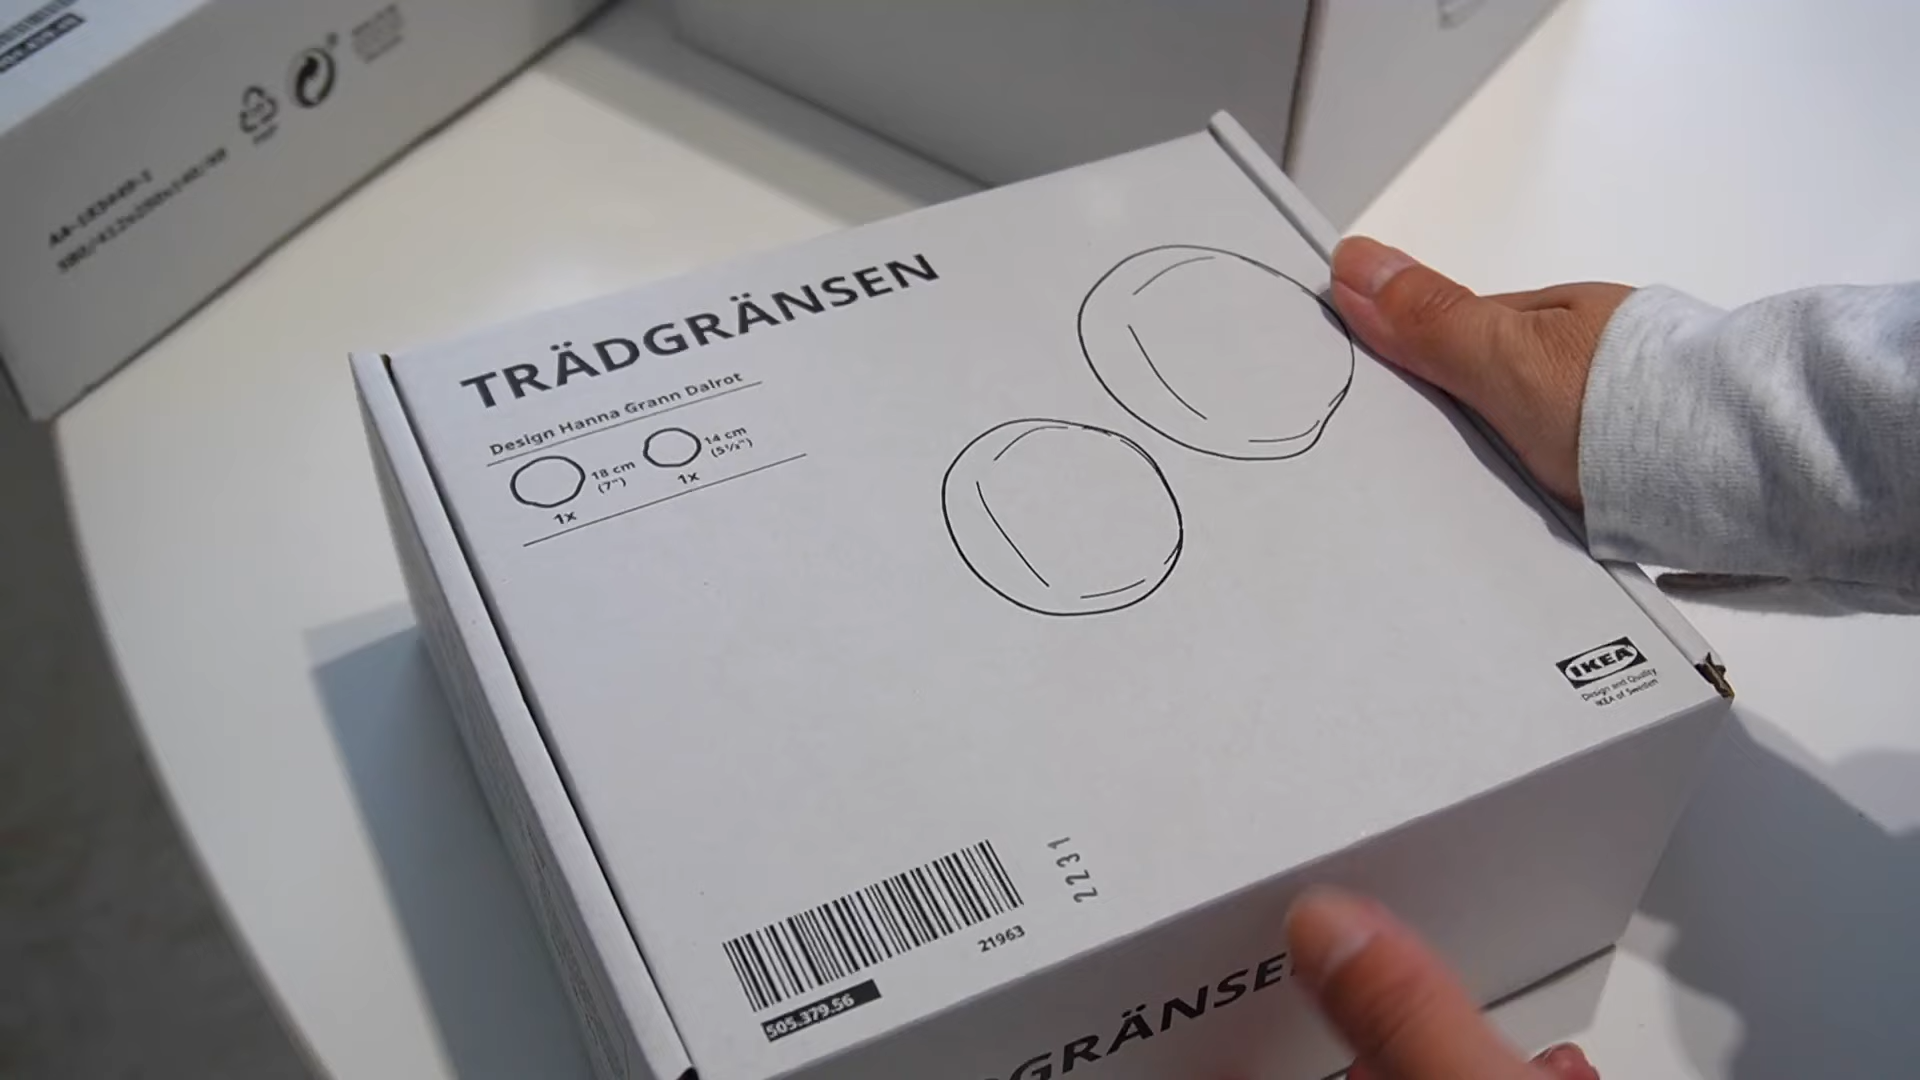 TRÄDGRÄNSEN
Design Hanna Grann Dalrot
18 cm
(7")
1x
14 cm
(5½")
1x
IKEA
Design and Quality
IKEA of Sweden
2231
21963
505.379.56
GRÄNSE